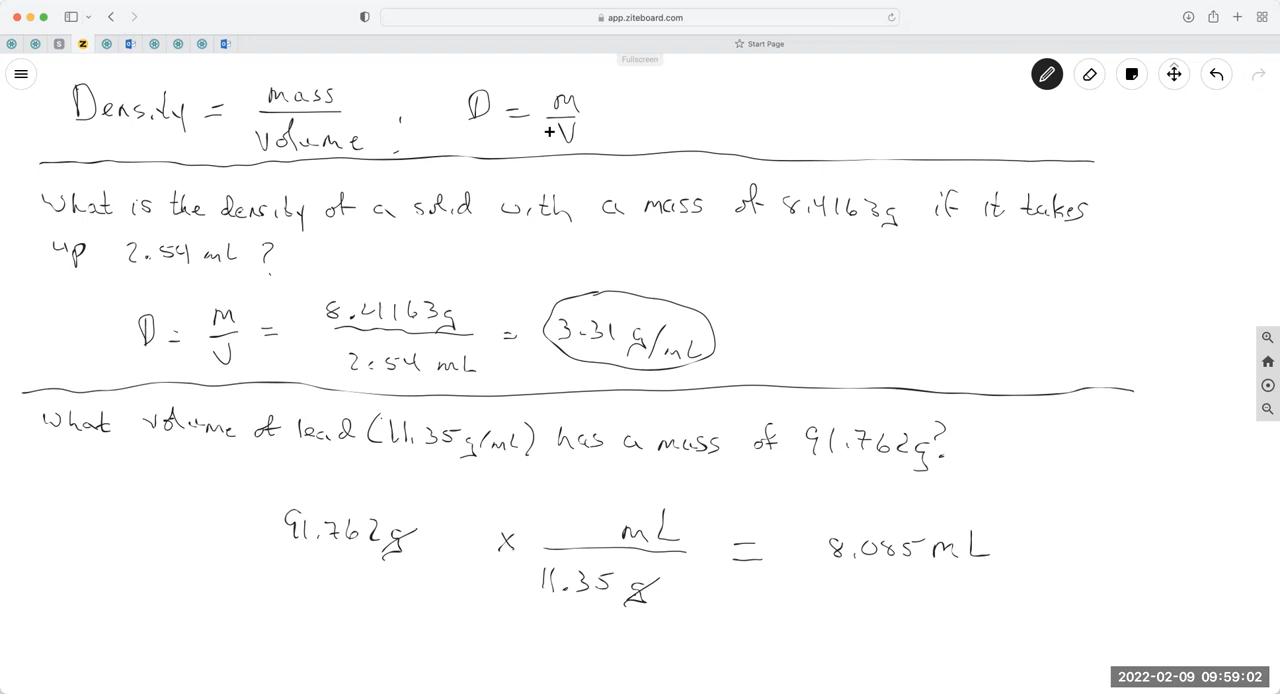 app.ziteboard.com
S Z
Start Page
Fullscreen
Density = mass / volume ; D = m / V
What is the density of a solid with a mass of 8.4163g if it takes
up 2.54 mL?
D = m / V = 8.4163g / 2.54 mL = 3.31 g/mL
What volume of lead (11.35g/mL) has a mass of 91.762g?
91.762g x mL / 11.35 g = 8.085 mL
2022-02-09 09:59:02